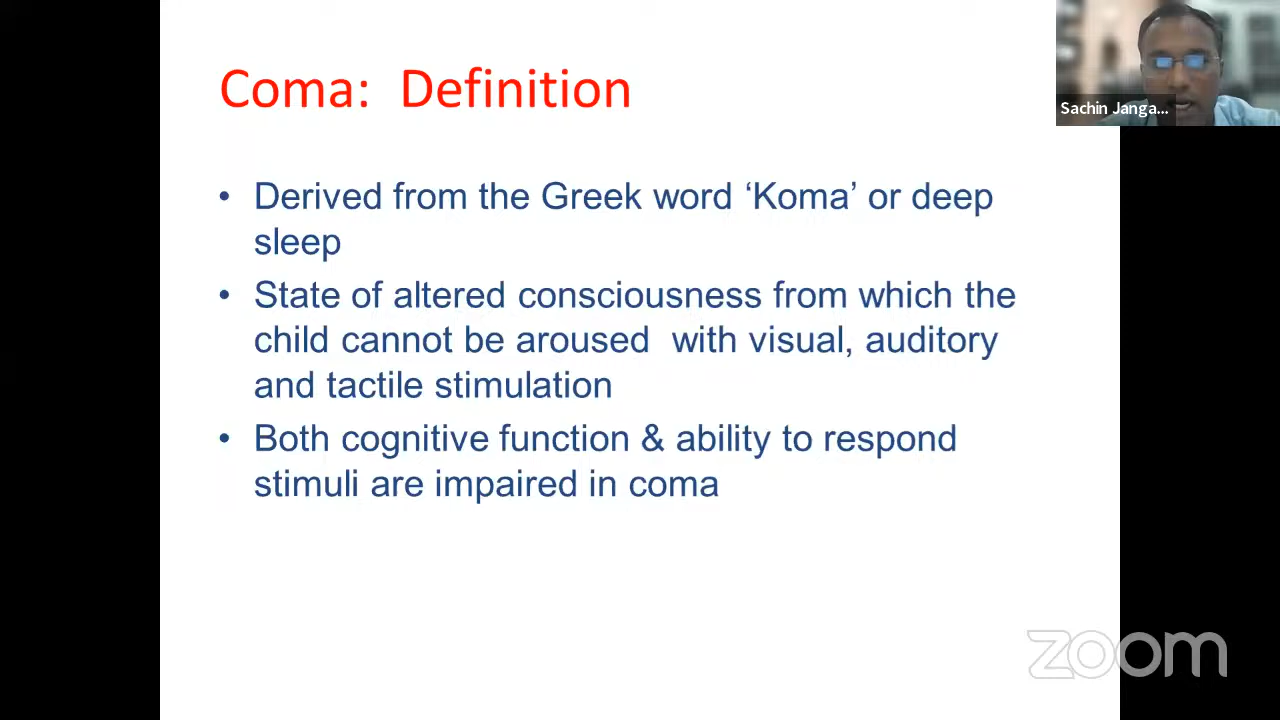 Coma: Definition
Sachin Janga...
• Derived from the Greek word ‘Koma’ or deep
sleep
• State of altered consciousness from which the
child cannot be aroused with visual, auditory
and tactile stimulation
• Both cognitive function & ability to respond
stimuli are impaired in coma
zoom